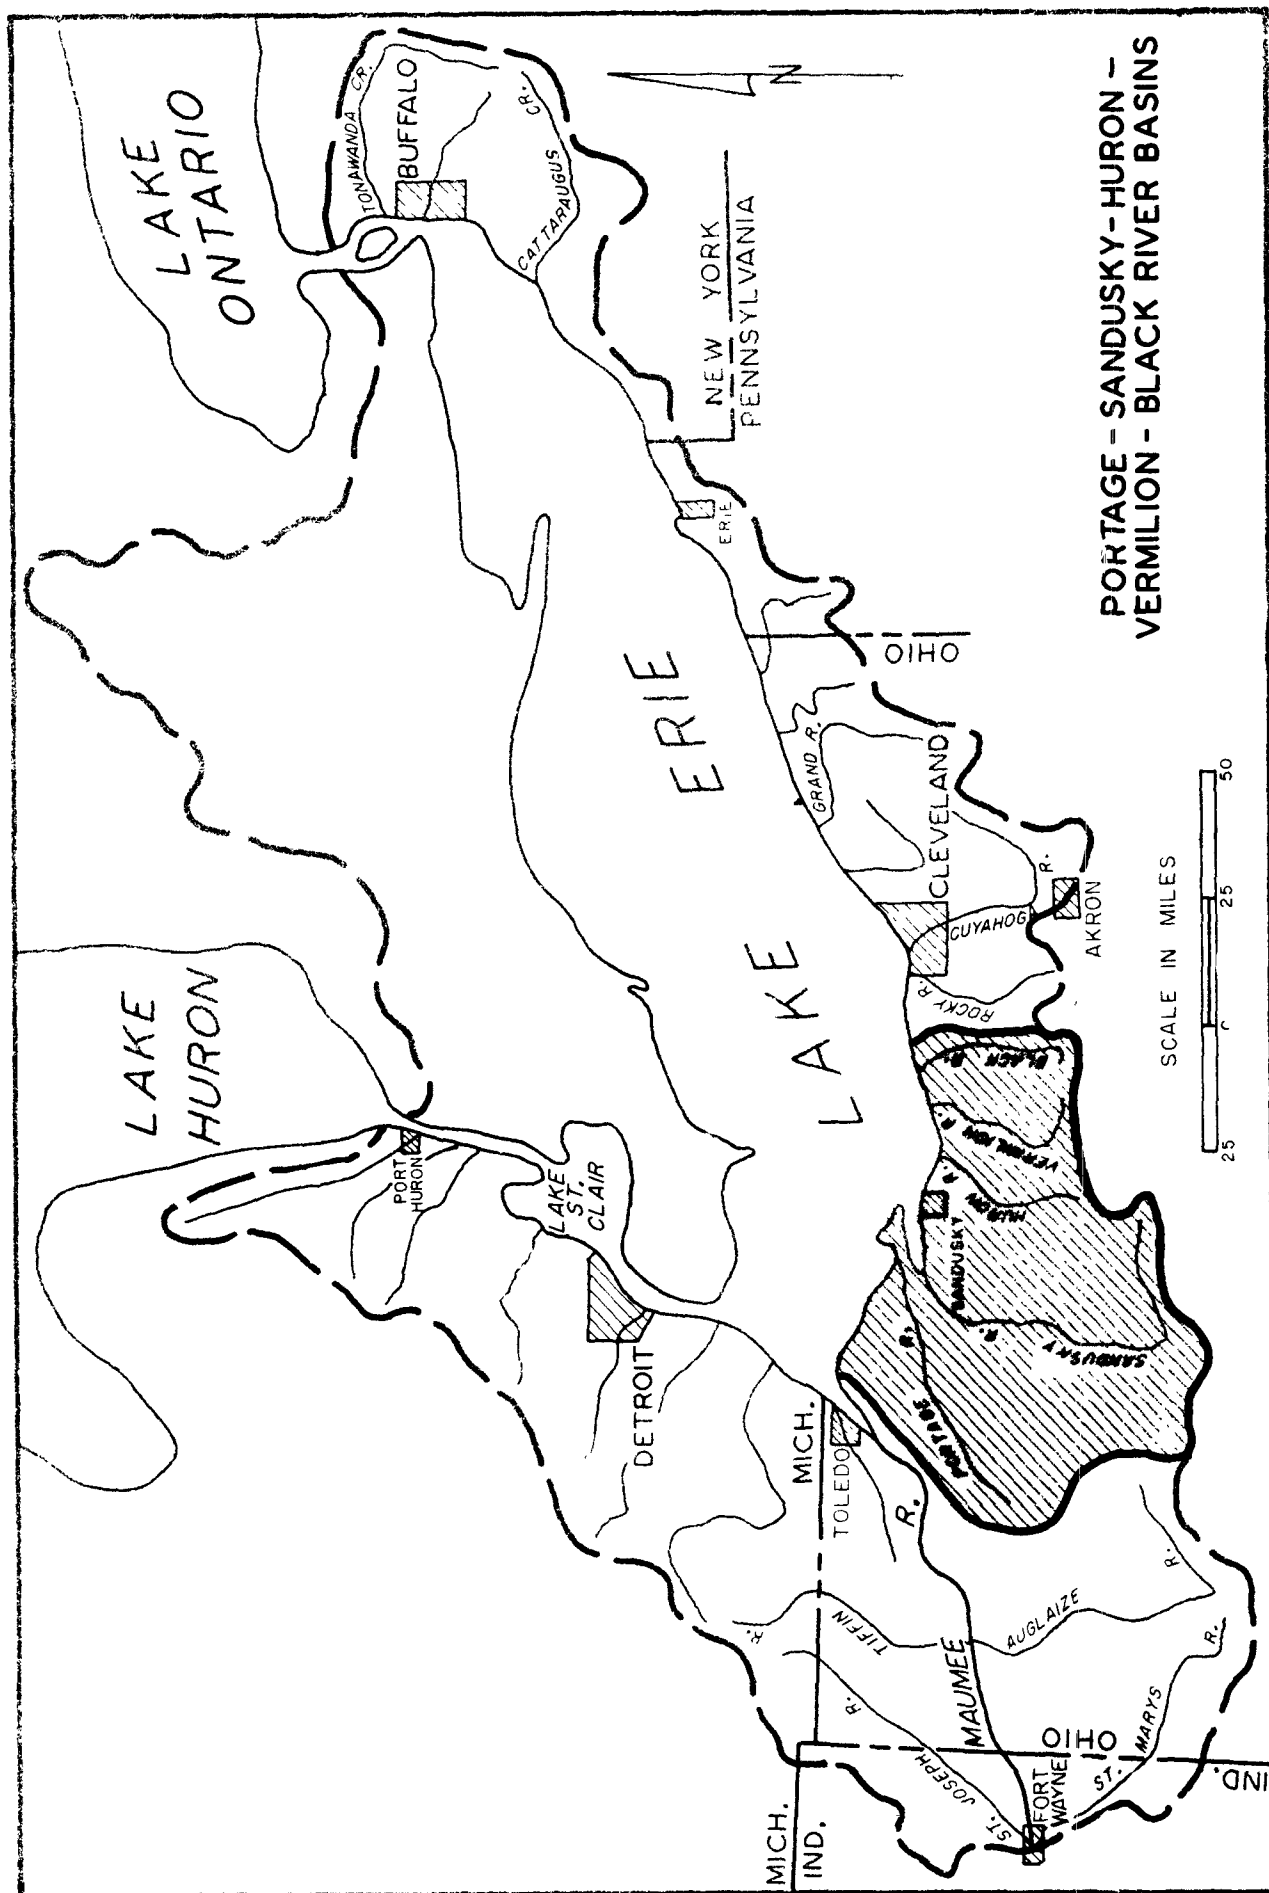 LAKE
ONTARIO
TONAWANDA CR.
BUFFALO
CATTARAUGUS CR.
N
NEW YORK
PENNSYLVANIA
LAKE
HURON
PORT
HURON
LAKE
ST.
CLAIR
DETROIT
LAKE ERIE
ERIE
OHIO
GRAND R.
CLEVELAND
CUYAHOG R.
AKRON
ROCKY R.
BLACK R.
VERMILION R.
HURON R.
SANDUSKY
SANDUSKY R.
PORTAGE R.
MICH.
TOLEDO
MAUMEE R.
TIFFIN R.
AUGLAIZE R.
ST. JOSEPH R.
ST. MARYS R.
FORT
WAYNE
MICH.
IND.
OHIO
IND.
SCALE IN MILES
25 0 25 50
PORTAGE – SANDUSKY - HURON –
VERMILION - BLACK RIVER BASINS